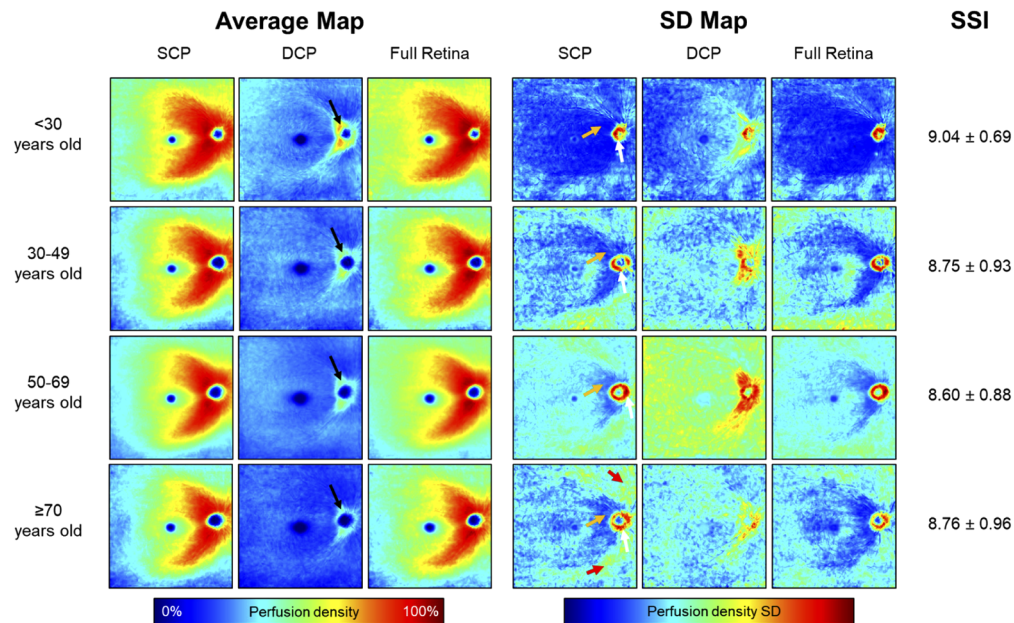 Average Map SD Map SSI
SCP DCP Full Retina SCP DCP Full Retina
<30
years old
9.04 ± 0.69
30-49
years old
8.75 ± 0.93
50-69
years old
8.60 ± 0.88
≥70
years old
8.76 ± 0.96
0% Perfusion density 100% Perfusion density SD